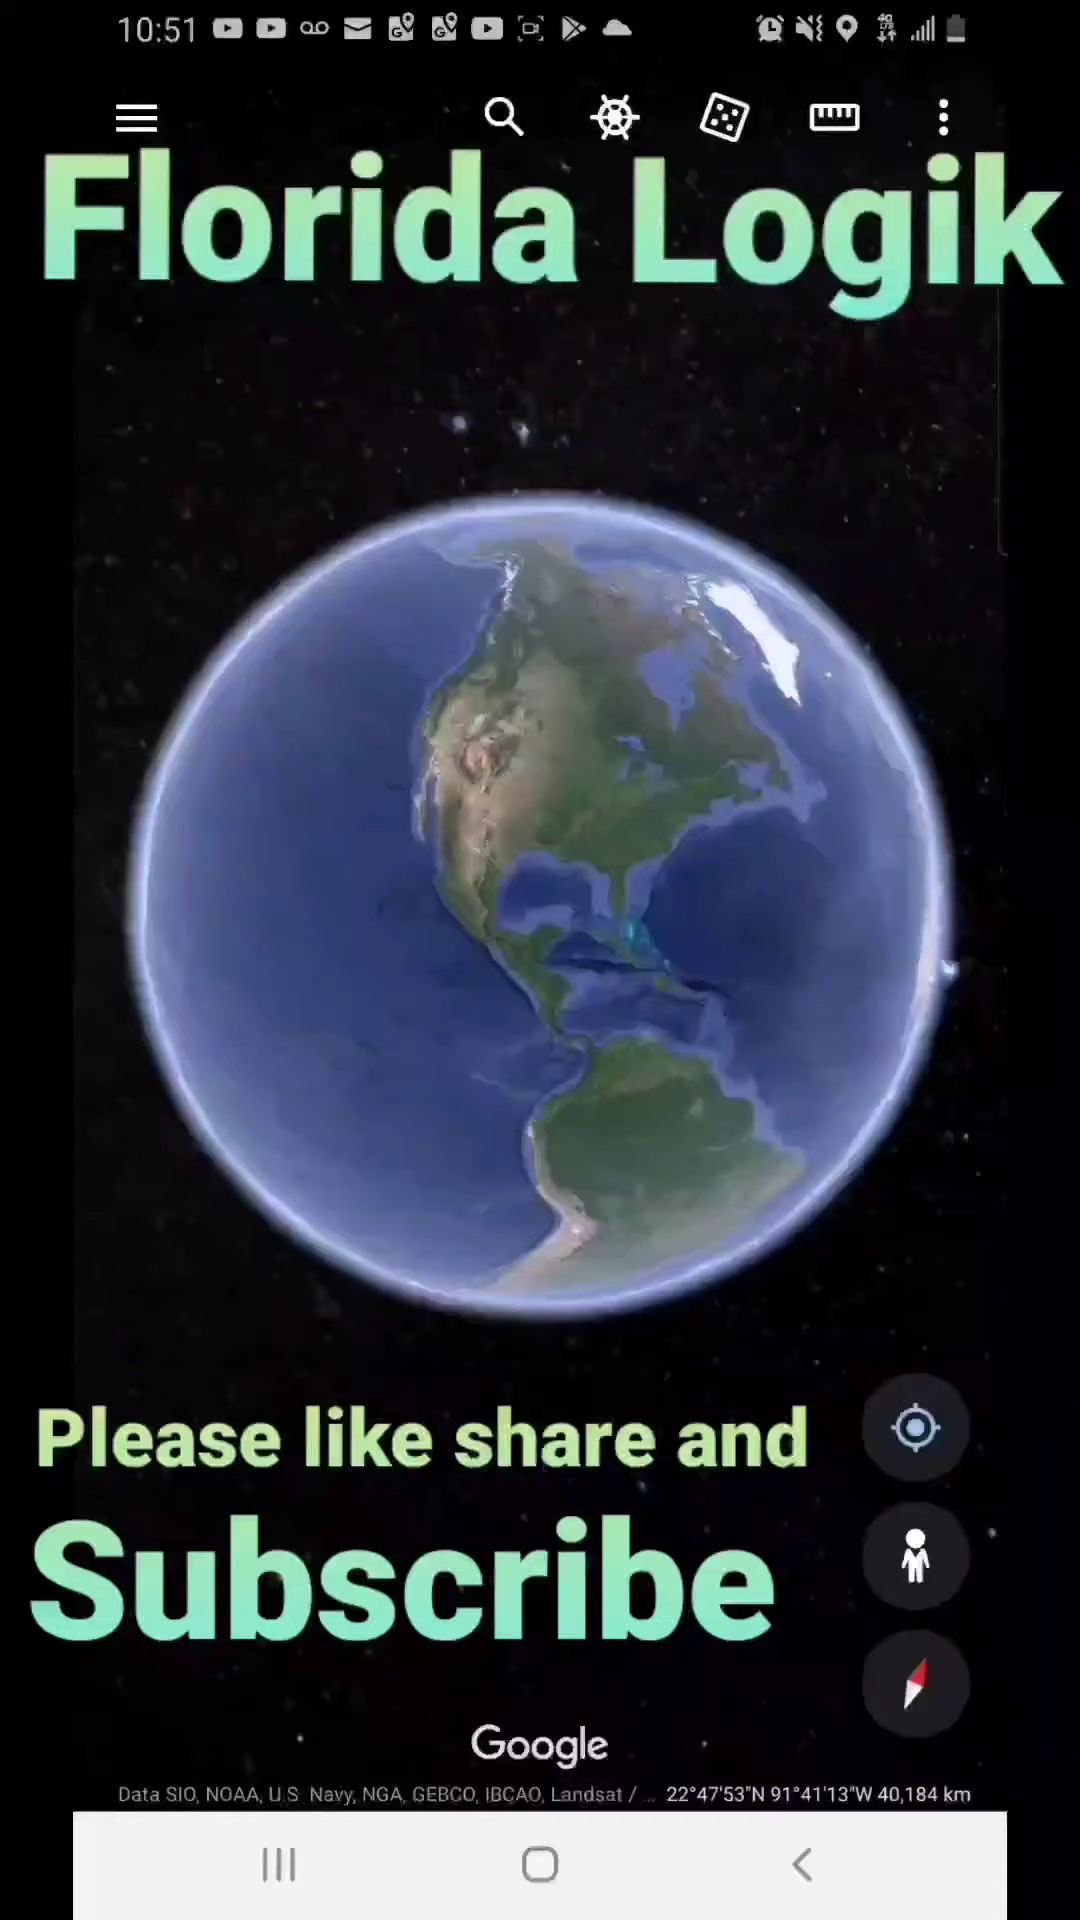 10:51
Florida Logik
Please like share and
Subscribe
Google
Data SIO, NOAA, U.S Navy, NGA, GEBCO, IBCAO, Landsat / ... 22°47'53"N 91°41'13"W 40,184 km